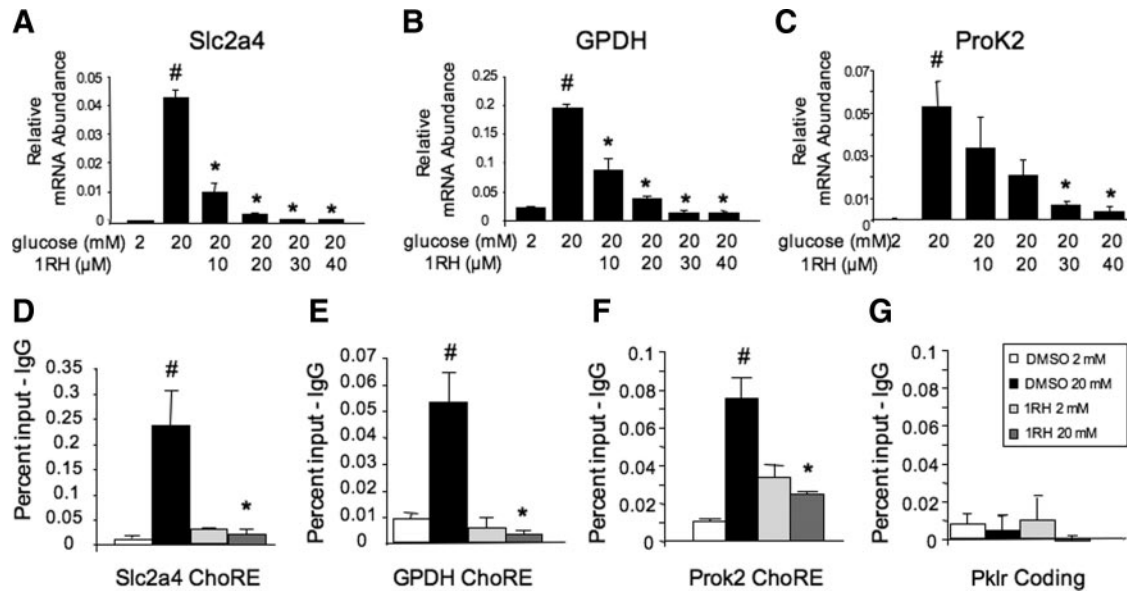 A
Slc2a4
Relative
mRNA Abundance
0.05
0.04
0.03
0.02
0.01
0
#
*
*
*
*
glucose (mM) 2 20 20 20 20 20
1RH (µM) 10 20 30 40
B
GPDH
Relative
mRNA Abundance
0.25
0.2
0.15
0.1
0.05
0
#
*
*
*
*
glucose (mM) 2 20 20 20 20 20
1RH (µM) 10 20 30 40
C
ProK2
Relative
mRNA Abundance
0.07
0.05
0.03
0.01
0
#
*
*
glucose (mM) 2 20 20 20 20 20
1RH (µM) 10 20 30 40
D
Percent input - IgG
0.35
0.3
0.25
0.2
0.15
0.1
0.05
0
#
*
Slc2a4 ChoRE
E
Percent input - IgG
0.07
0.06
0.05
0.04
0.03
0.02
0.01
0
#
*
GPDH ChoRE
F
Percent input - IgG
0.1
0.08
0.06
0.04
0.02
0
#
*
Prok2 ChoRE
G
Percent input - IgG
0.1
0.08
0.06
0.04
0.02
0
DMSO 2 mM
DMSO 20 mM
1RH 2 mM
1RH 20 mM
Pklr Coding